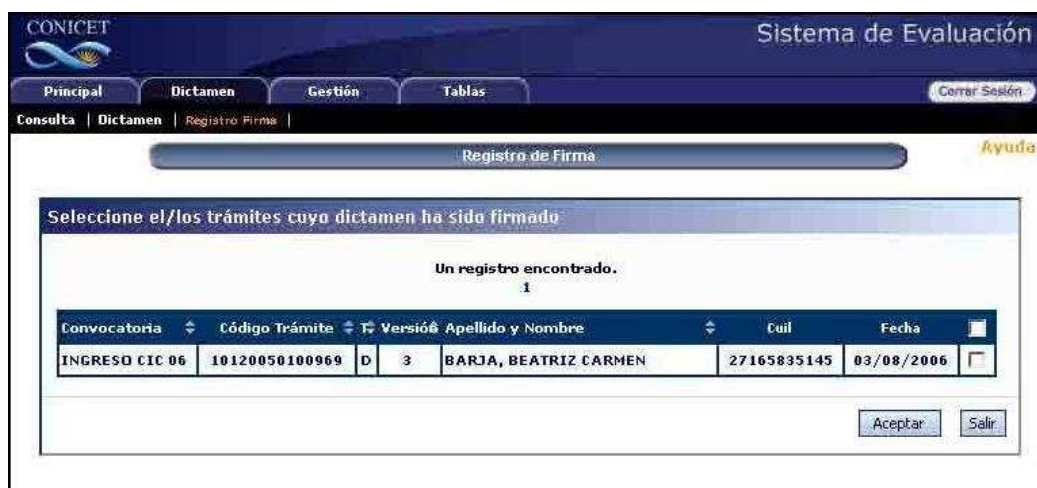 CONICET
Sistema de Evaluación
Principal Dictamen Gestión Tablas Cerrar Sesión
Consulta | Dictamen | Registro Firma |
Registro de Firma Ayuda
Seleccione el/los trámites cuyo dictamen ha sido firmado
Un registro encontrado.
1
Convocatoria Código Trámite T Versió Apellido y Nombre Cuil Fecha
INGRESO CIC 06 10120050100969 D 3 BARJA, BEATRIZ CARMEN 27165835145 03/08/2006
Aceptar Salir